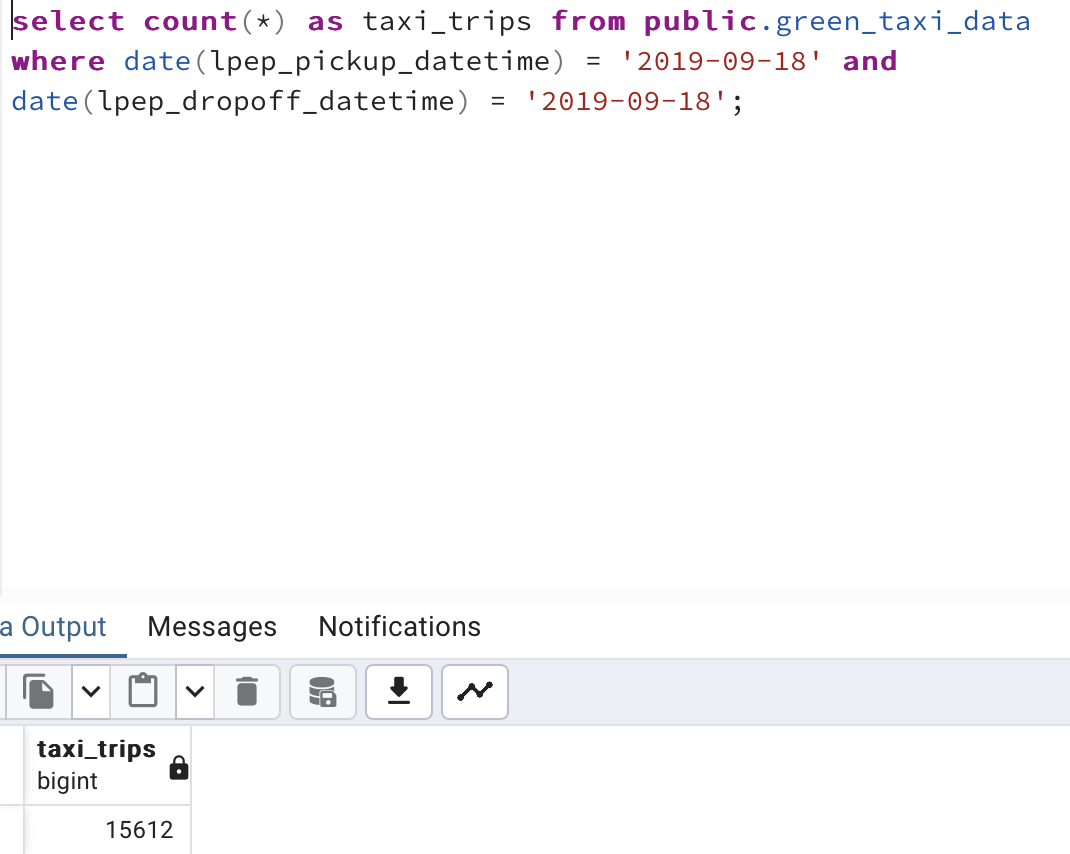 select count(*) as taxi_trips from public.green_taxi_data
where date(lpep_pickup_datetime) = '2019-09-18' and
date(lpep_dropoff_datetime) = '2019-09-18';
a Output Messages Notifications
taxi_trips
bigint
15612